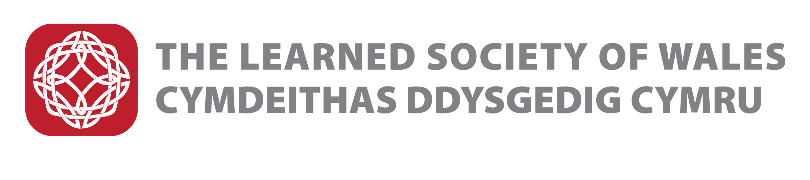 THE LEARNED SOCIETY OF WALES
CYMDEITHAS DDYSGEDIG CYMRU